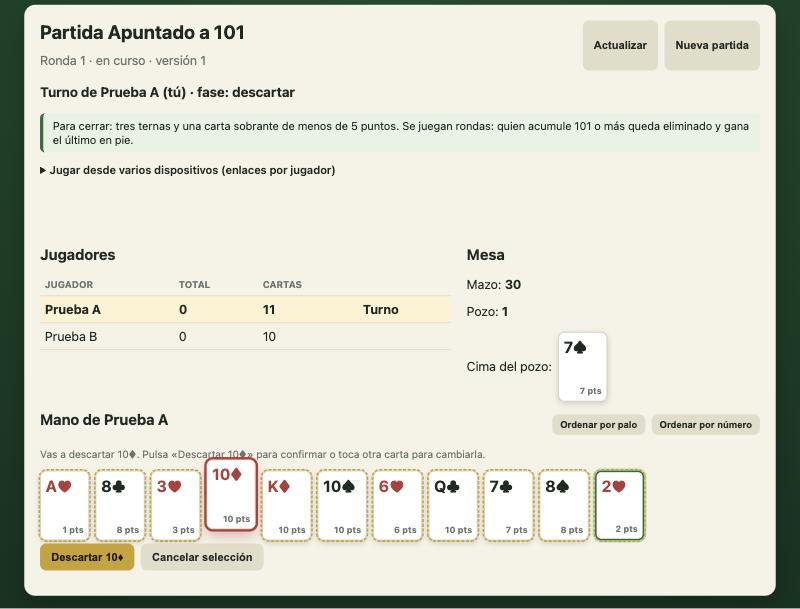 Partida Apuntado a 101
Actualizar
Nueva partida
Ronda 1 · en curso · versión 1
Turno de Prueba A (tú) · fase: descartar
Para cerrar: tres ternas y una carta sobrante de menos de 5 puntos. Se juegan rondas: quien acumule 101 o más queda eliminado y gana
el último en pie.
▶ Jugar desde varios dispositivos (enlaces por jugador)
Jugadores
JUGADOR TOTAL CARTAS
Prueba A 0 11 Turno
Prueba B 0 10
Mesa
Mazo: 30
Pozo: 1
Cima del pozo:
7♠
7 pts
Mano de Prueba A
Ordenar por palo
Ordenar por número
Vas a descartar 10♦. Pulsa «Descartar 10♦» para confirmar o toca otra carta para cambiarla.
A♥ 8♣ 3♥ 10♦ K♦ 10♠ 6♥ Q♣ 7♣ 8♠ 2♥
1 pts 8 pts 3 pts 10 pts 10 pts 10 pts 6 pts 10 pts 7 pts 8 pts 2 pts
Descartar 10♦
Cancelar selección